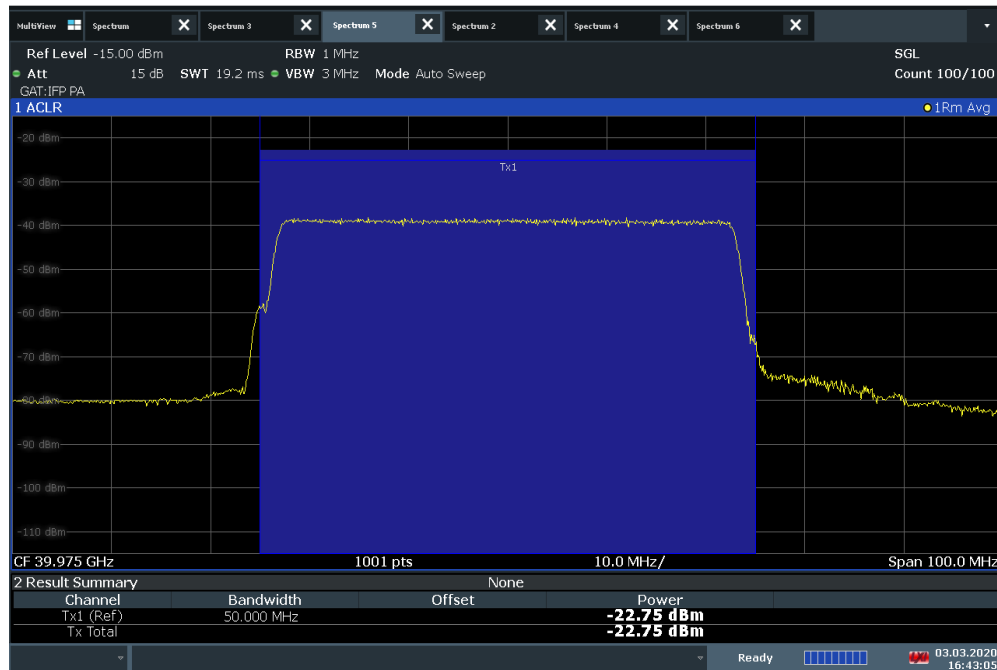 MultiView Spectrum X Spectrum 3 X Spectrum 5 X Spectrum 2 X Spectrum 4 X Spectrum 6 X
Ref Level -15.00 dBm RBW 1 MHz SGL
Att 15 dB SWT 19.2 ms VBW 3 MHz Mode Auto Sweep Count 100/100
GAT:IFP PA
1 ACLR 1Rm Avg
-20 dBm
Tx1
-30 dBm
-40 dBm
-50 dBm
-60 dBm
-70 dBm
-80 dBm
-90 dBm
-100 dBm
-110 dBm
CF 39.975 GHz 1001 pts 10.0 MHz/ Span 100.0 MHz
2 Result Summary None
Channel Bandwidth Offset Power
Tx1 (Ref) 50.000 MHz -22.75 dBm
Tx Total -22.75 dBm
Ready 03.03.2020
16:43:05